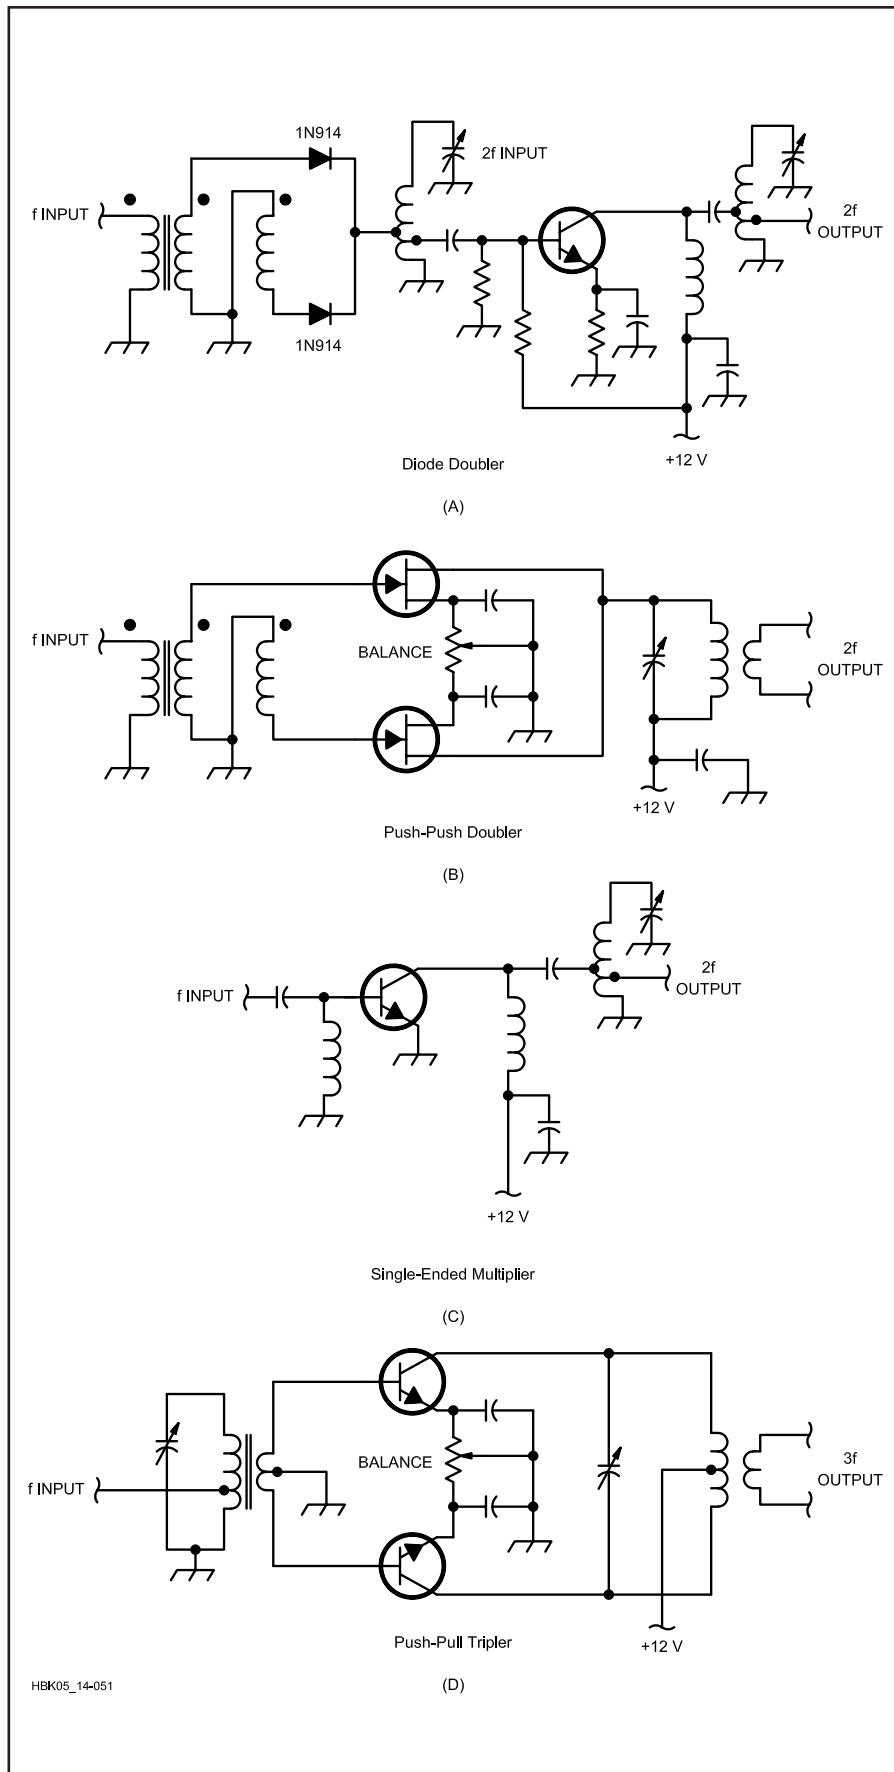 1N914
2f INPUT
f INPUT
2f
OUTPUT
1N914
+12 V
Diode Doubler
(A)
f INPUT
BALANCE
2f
OUTPUT
+12 V
Push-Push Doubler
(B)
f INPUT
2f
OUTPUT
+12 V
Single-Ended Multiplier
(C)
f INPUT
BALANCE
3f
OUTPUT
+12 V
Push-Pull Tripler
(D)
HBK05_14-051